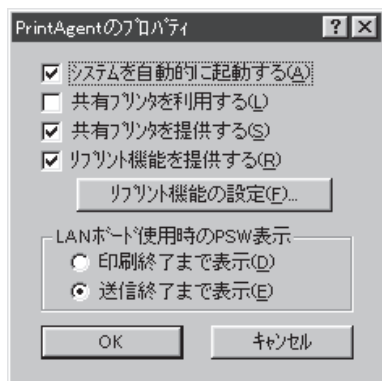 PrintAgentのﾌﾟﾛﾊﾟﾃｨ
ｼｽﾃﾑを自動的に起動する(A)
共有ﾌﾟﾘﾝﾀを利用する(L)
共有ﾌﾟﾘﾝﾀを提供する(S)
ﾘﾌﾟﾘﾝﾄ機能を提供する(R)
ﾘﾌﾟﾘﾝﾄ機能の設定(F)...
LANﾎﾞｰﾄﾞ使用時のPSW表示
印刷終了まで表示(D)
送信終了まで表示(E)
OK
ｷｬﾝｾﾙ